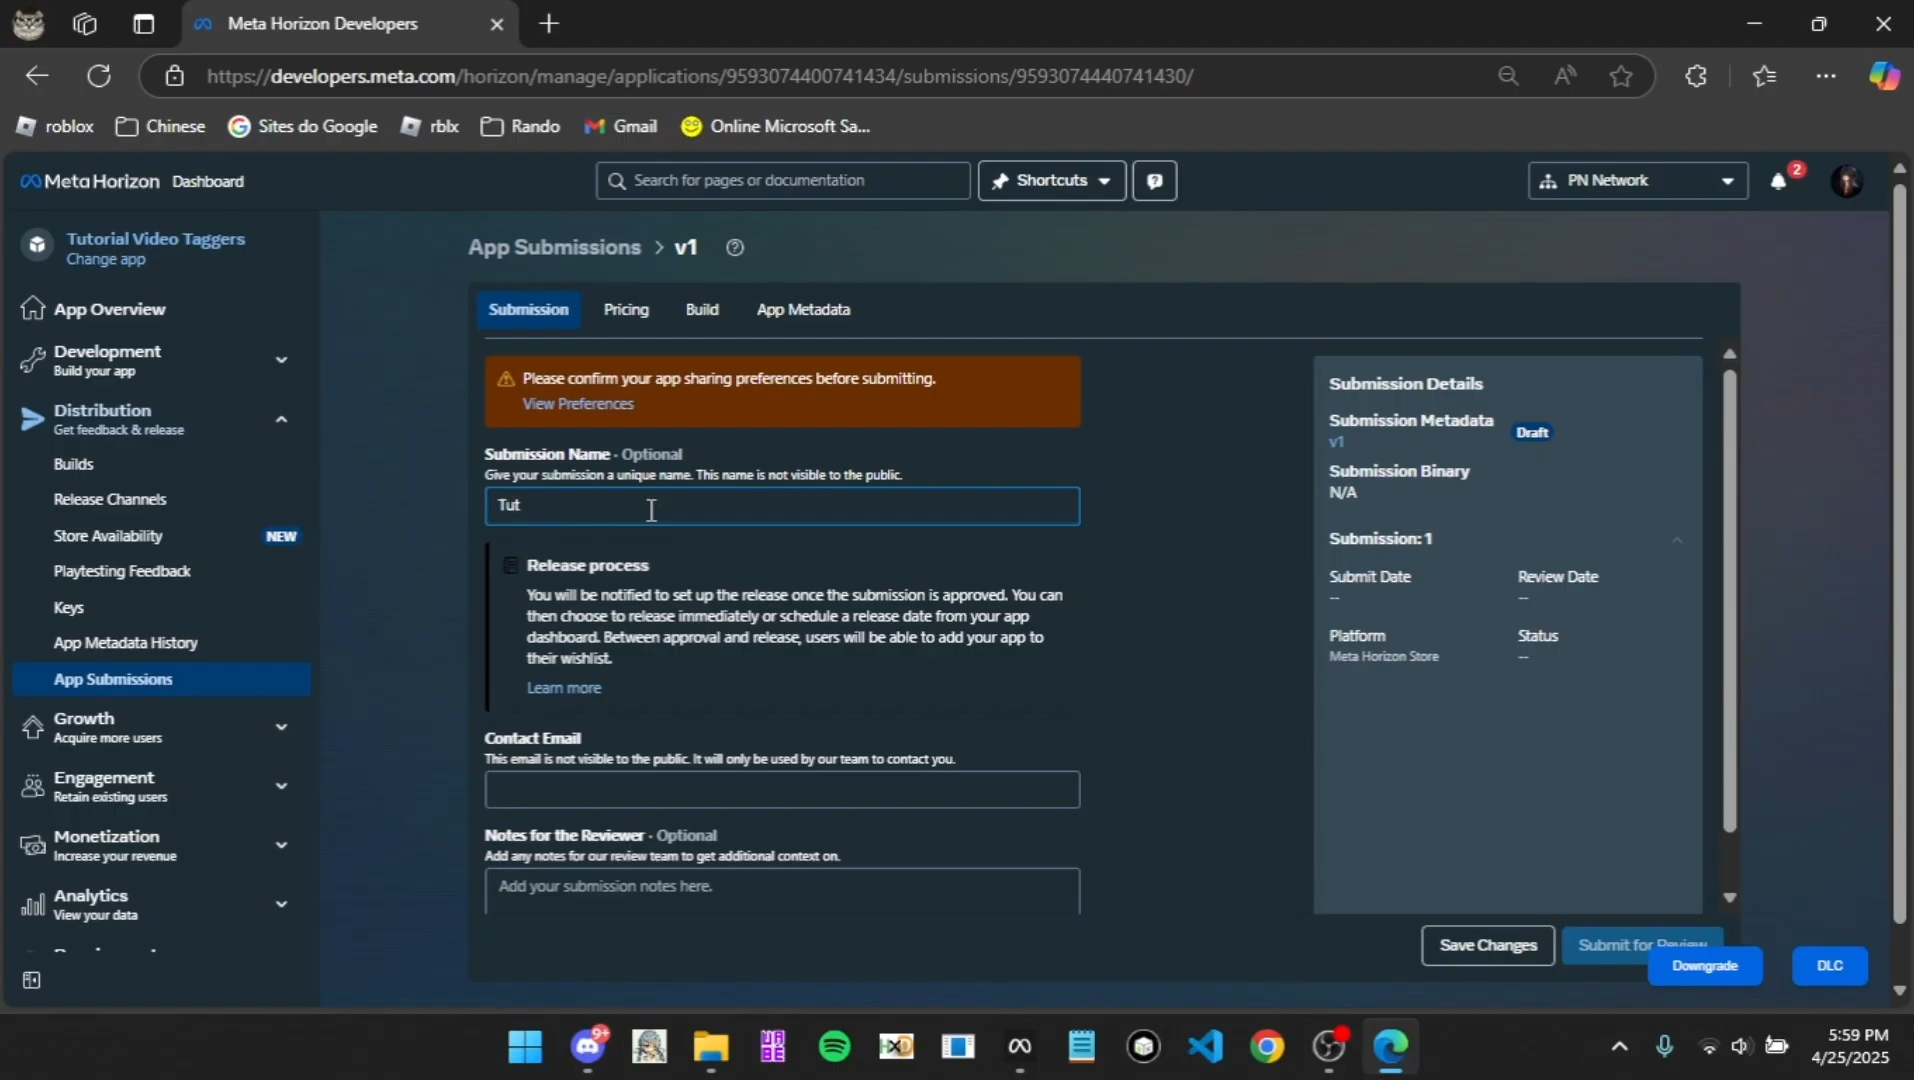 Meta Horizon Developers
https://developers.meta.com/horizon/manage/applications/9593074400741434/submissions/9593074440741430/
roblox
Chinese
Sites do Google
rblx
Rando
Gmail
Online Microsoft Sa...
Meta Horizon Dashboard
Search for pages or documentation
Shortcuts
PN Network
2
Tutorial Video Taggers
Change app
App Overview
Development
Build your app
Distribution
Get feedback & release
Builds
Release Channels
Store Availability NEW
Playtesting Feedback
Keys
App Metadata History
App Submissions
Growth
Acquire more users
Engagement
Retain existing users
Monetization
Increase your revenue
Analytics
View your data
App Submissions > v1
Submission Pricing Build App Metadata
Please confirm your app sharing preferences before submitting.
View Preferences
Submission Name · Optional
Give your submission a unique name. This name is not visible to the public.
Tut
Release process
You will be notified to set up the release once the submission is approved. You can
then choose to release immediately or schedule a release date from your app
dashboard. Between approval and release, users will be able to add your app to
their wishlist.
Learn more
Contact Email
This email is not visible to the public. It will only be used by our team to contact you.
Notes for the Reviewer · Optional
Add any notes for our review team to get additional context on.
Add your submission notes here.
Submission Details
Submission Metadata
v1
Draft
Submission Binary
N/A
Submission: 1
Submit Date Review Date
-- --
Platform Status
Meta Horizon Store --
Save Changes
Submit for Review
Downgrade
DLC
9+
UABE
HXD
5:59 PM
4/25/2025